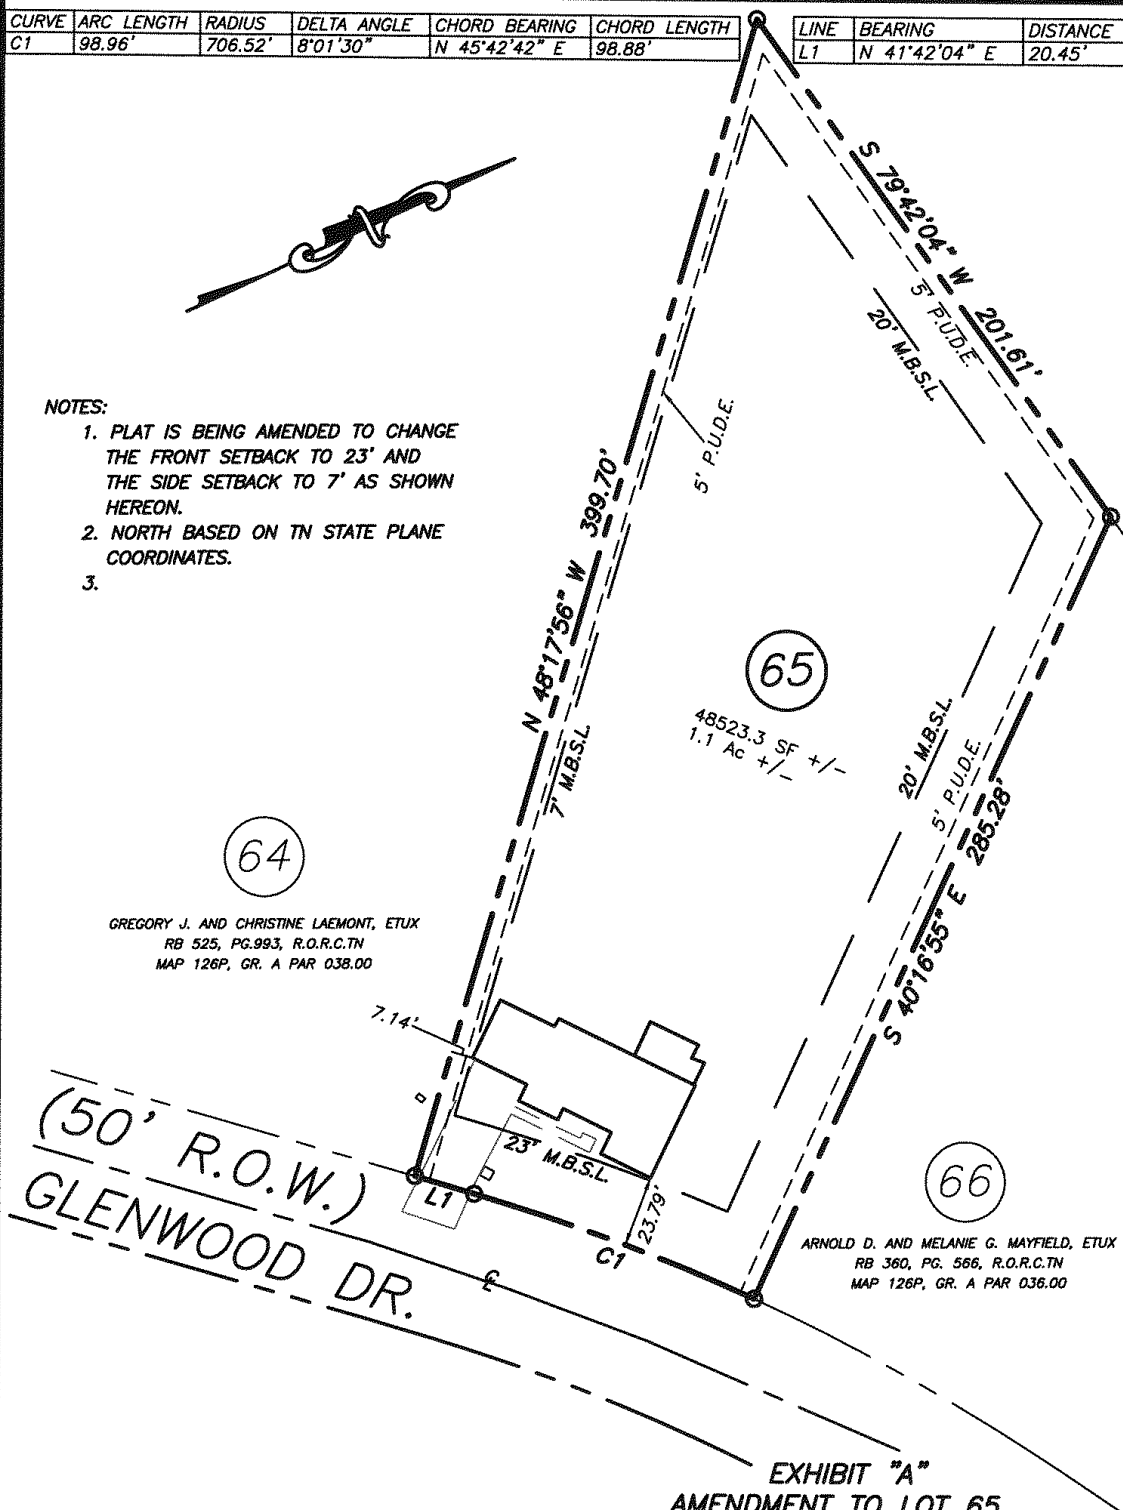 CURVE ARC LENGTH RADIUS DELTA ANGLE CHORD BEARING CHORD LENGTH
C1 98.96' 706.52' 8°01'30" N 45°42'42" E 98.88'
LINE BEARING DISTANCE
L1 N 41°42'04" E 20.45'
S 79°42'04" W 201.61'
5' P.U.D.E.
20' M.B.S.L.
NOTES:
1. PLAT IS BEING AMENDED TO CHANGE
THE FRONT SETBACK TO 23' AND
THE SIDE SETBACK TO 7' AS SHOWN
HEREON.
2. NORTH BASED ON TN STATE PLANE
COORDINATES.
3.
5' P.U.D.E.
N 48°17'56" W 399.70'
7' M.B.S.L.
65
48523.3 SF +/-
1.1 Ac +/-
20' M.B.S.L.
5' P.U.D.E.
S 40°16'55" E 285.28'
64
GREGORY J. AND CHRISTINE LAEMONT, ETUX
RB 525, PG.993, R.O.R.C.TN
MAP 126P, GR. A PAR 038.00
7.14'
23' M.B.S.L.
L1
23.79'
C1
66
ARNOLD D. AND MELANIE G. MAYFIELD, ETUX
RB 360, PG. 566, R.O.R.C.TN
MAP 126P, GR. A PAR 036.00
(50' R.O.W.)
GLENWOOD DR.
EXHIBIT "A"
AMENDMENT TO LOT 65